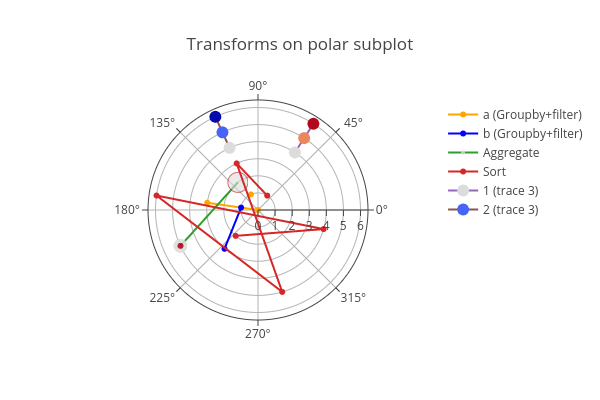 Transforms on polar subplot
90°
135°
45°
180°
0°
0 1 2 3 4 5 6
225°
315°
270°
a (Groupby+filter)
b (Groupby+filter)
Aggregate
Sort
1 (trace 3)
2 (trace 3)